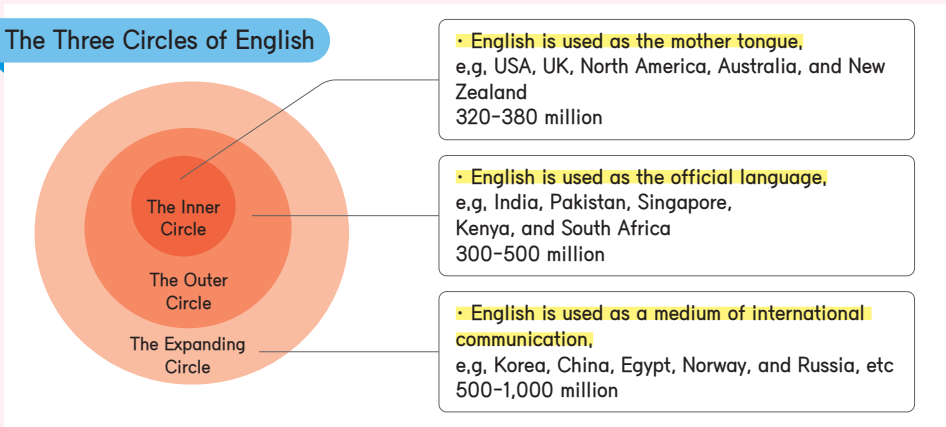 The Three Circles of English
· English is used as the mother tongue,
e,g, USA, UK, North America, Australia, and New
Zealand
320-380 million
The Inner
Circle
· English is used as the official language,
e,g, India, Pakistan, Singapore,
Kenya, and South Africa
300-500 million
The Outer
Circle
· English is used as a medium of international
communication,
e,g, Korea, China, Egypt, Norway, and Russia, etc
500-1,000 million
The Expanding
Circle